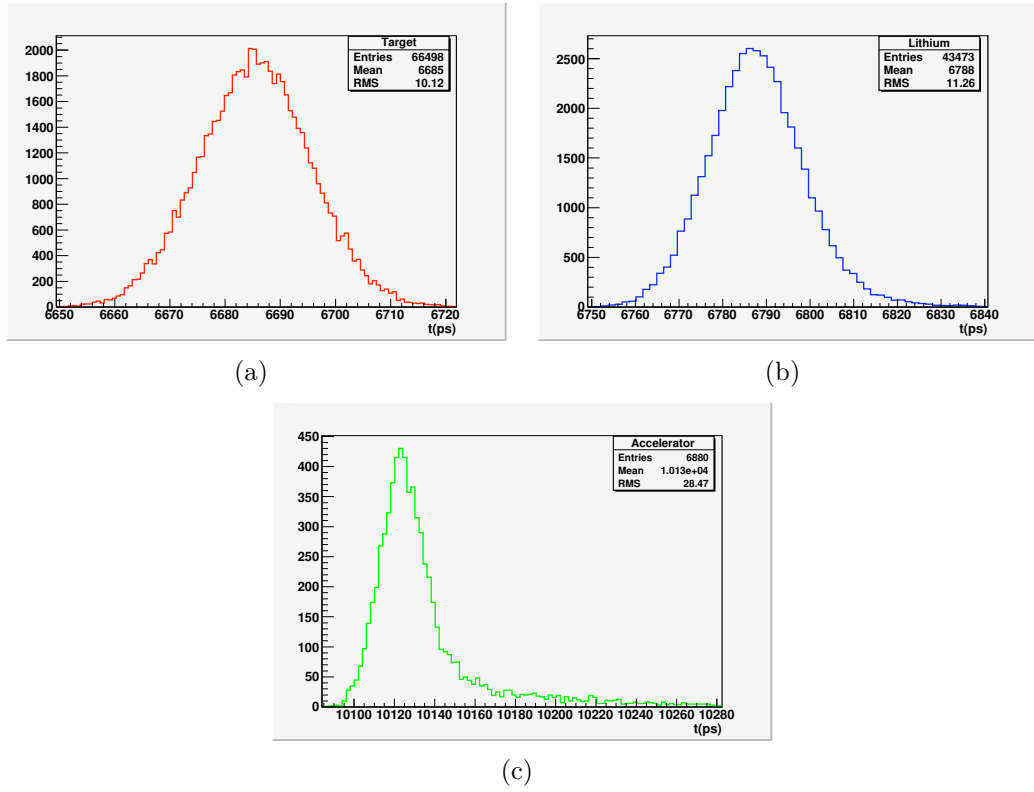 Target
Entries 66498
Mean 6685
RMS 10.12
2000
1800
1600
1400
1200
1000
800
600
400
200
0
6650 6660 6670 6680 6690 6700 6710 6720
t(ps)
(a)
Lithium
Entries 43473
Mean 6788
RMS 11.26
2500
2000
1500
1000
500
0
6750 6760 6770 6780 6790 6800 6810 6820 6830 6840
t(ps)
(b)
Accelerator
Entries 6880
Mean 1.013e+04
RMS 28.47
450
400
350
300
250
200
150
100
50
0
10100 10120 10140 10160 10180 10200 10220 10240 10260 10280
t(ps)
(c)